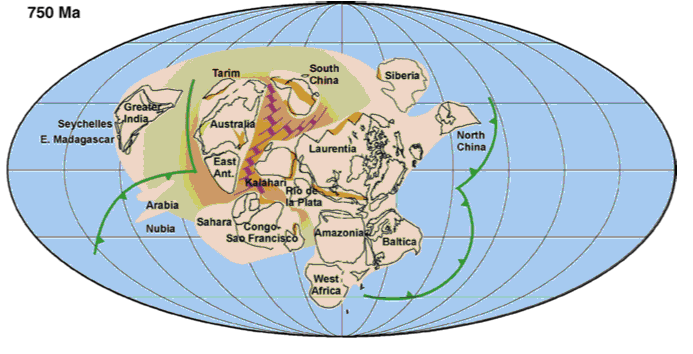 750 Ma
Tarim
South
China
Siberia
Greater
India
Seychelles
E. Madagascar
Australia
North
China
Laurentia
East
Ant.
Kalahari
Rio de
la Plata
Arabia
Nubia
Sahara
Congo-
Sao Francisco
Amazonia
Baltica
West
Africa